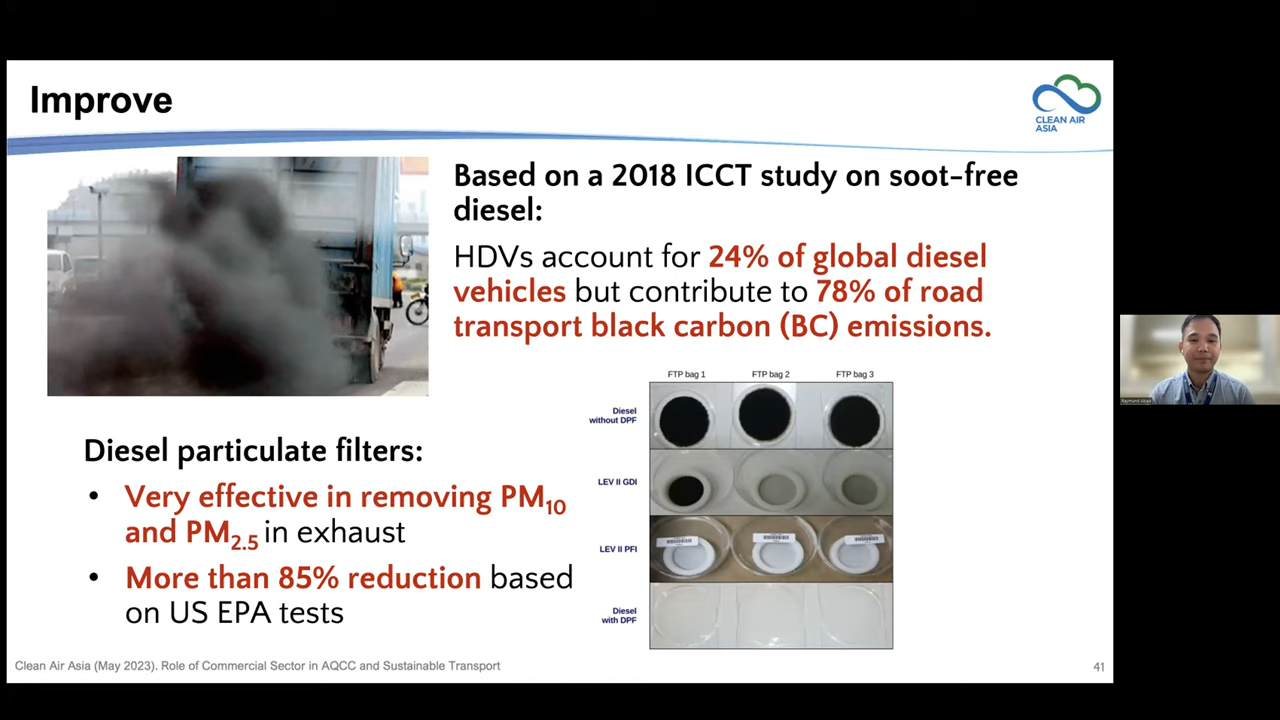 Improve
CLEAN AIR
ASIA
Based on a 2018 ICCT study on soot-free
diesel:
HDVs account for 24% of global diesel
vehicles but contribute to 78% of road
transport black carbon (BC) emissions.
Diesel particulate filters:
• Very effective in removing PM10
and PM2.5 in exhaust
• More than 85% reduction based
on US EPA tests
FTP bag 1 FTP bag 2 FTP bag 3
Diesel
without DPF
LEV II GDI
LEV II PFI
Diesel
with DPF
Clean Air Asia (May 2023). Role of Commercial Sector in AQCC and Sustainable Transport
41
Raymund Abad